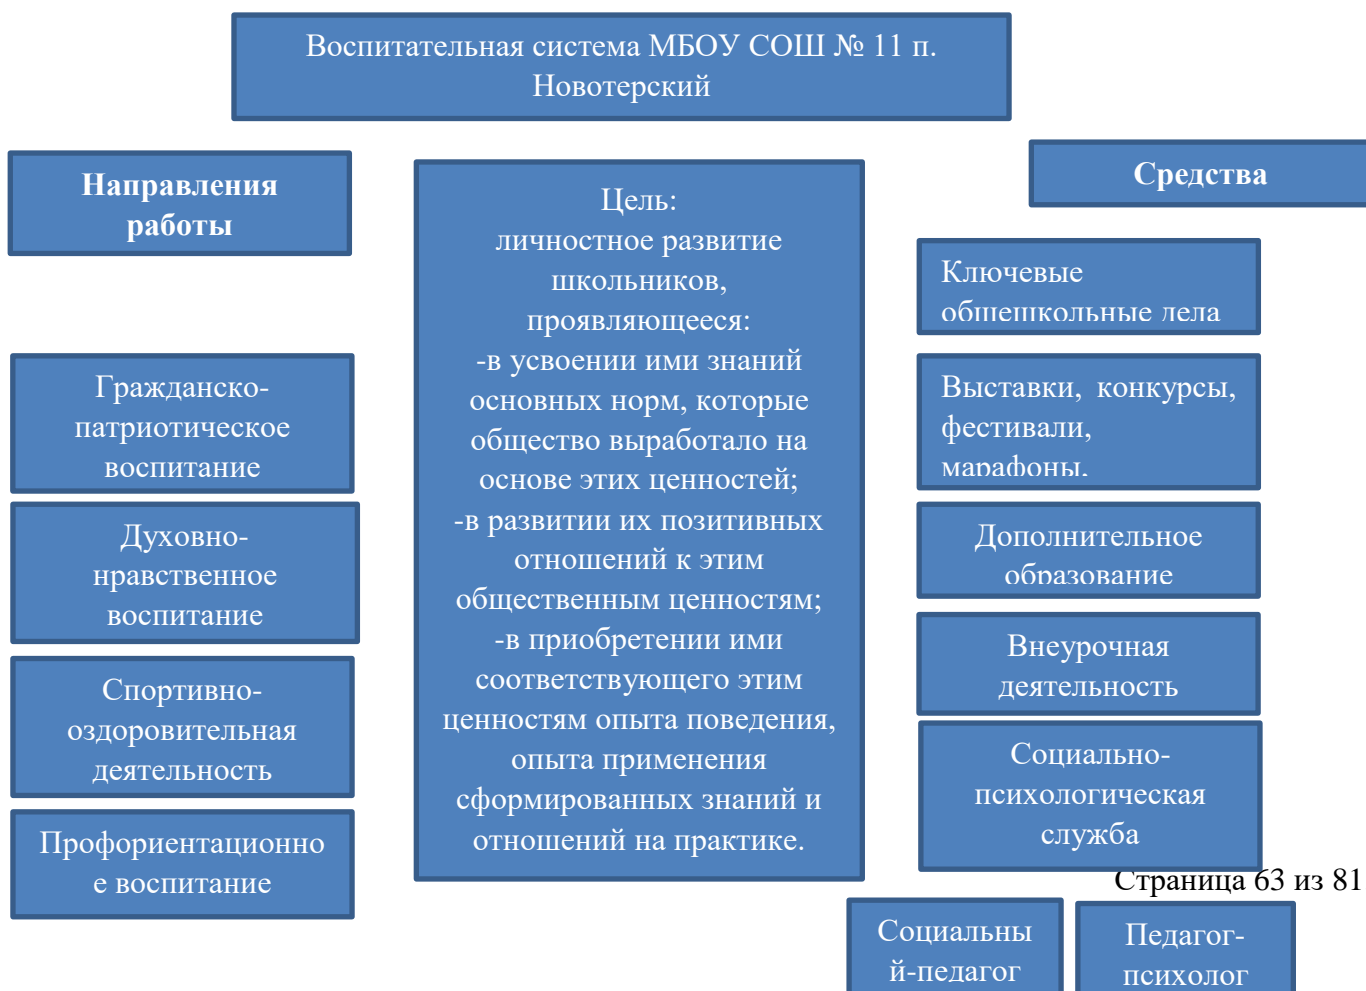 Воспитательная система МБОУ СОШ № 11 п.
Новотерский
Направления
работы
Гражданско-
патриотическое
воспитание
Духовно-
нравственное
воспитание
Спортивно-
оздоровительная
деятельность
Профориентационно
е воспитание
Цель:
личностное развитие
школьников,
проявляющееся:
-в усвоении ими знаний
основных норм, которые
общество выработало на
основе этих ценностей;
-в развитии их позитивных
отношений к этим
общественным ценностям;
-в приобретении ими
соответствующего этим
ценностям опыта поведения,
опыта применения
сформированных знаний и
отношений на практике.
Средства
Ключевые
общешкольные дела
Выставки, конкурсы,
фестивали,
марафоны.
Дополнительное
образование
Внеурочная
деятельность
Социально-
психологическая
служба
Страница 63 из 81
Социальны
й-педагог
Педагог-
психолог